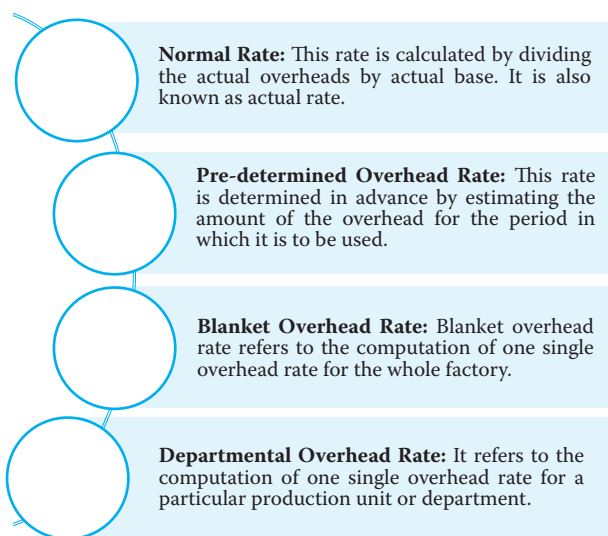 Normal Rate: This rate is calculated by dividing
the actual overheads by actual base. It is also
known as actual rate.
Pre-determined Overhead Rate: This rate
is determined in advance by estimating the
amount of the overhead for the period in
which it is to be used.
Blanket Overhead Rate: Blanket overhead
rate refers to the computation of one single
overhead rate for the whole factory.
Departmental Overhead Rate: It refers to the
computation of one single overhead rate for a
particular production unit or department.